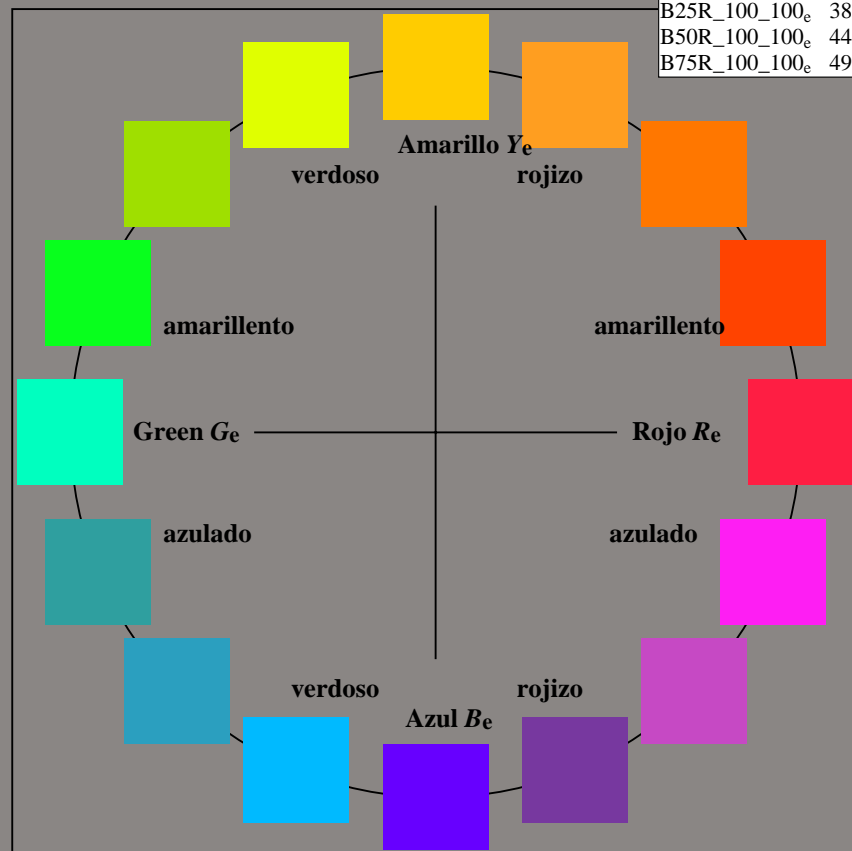 B25R_100_100e 38
B50R_100_100e 44
B75R_100_100e 49
Amarillo Ye
verdoso rojizo
amarillento amarillento
Green Ge Rojo Re
azulado azulado
verdoso rojizo
Azul Be